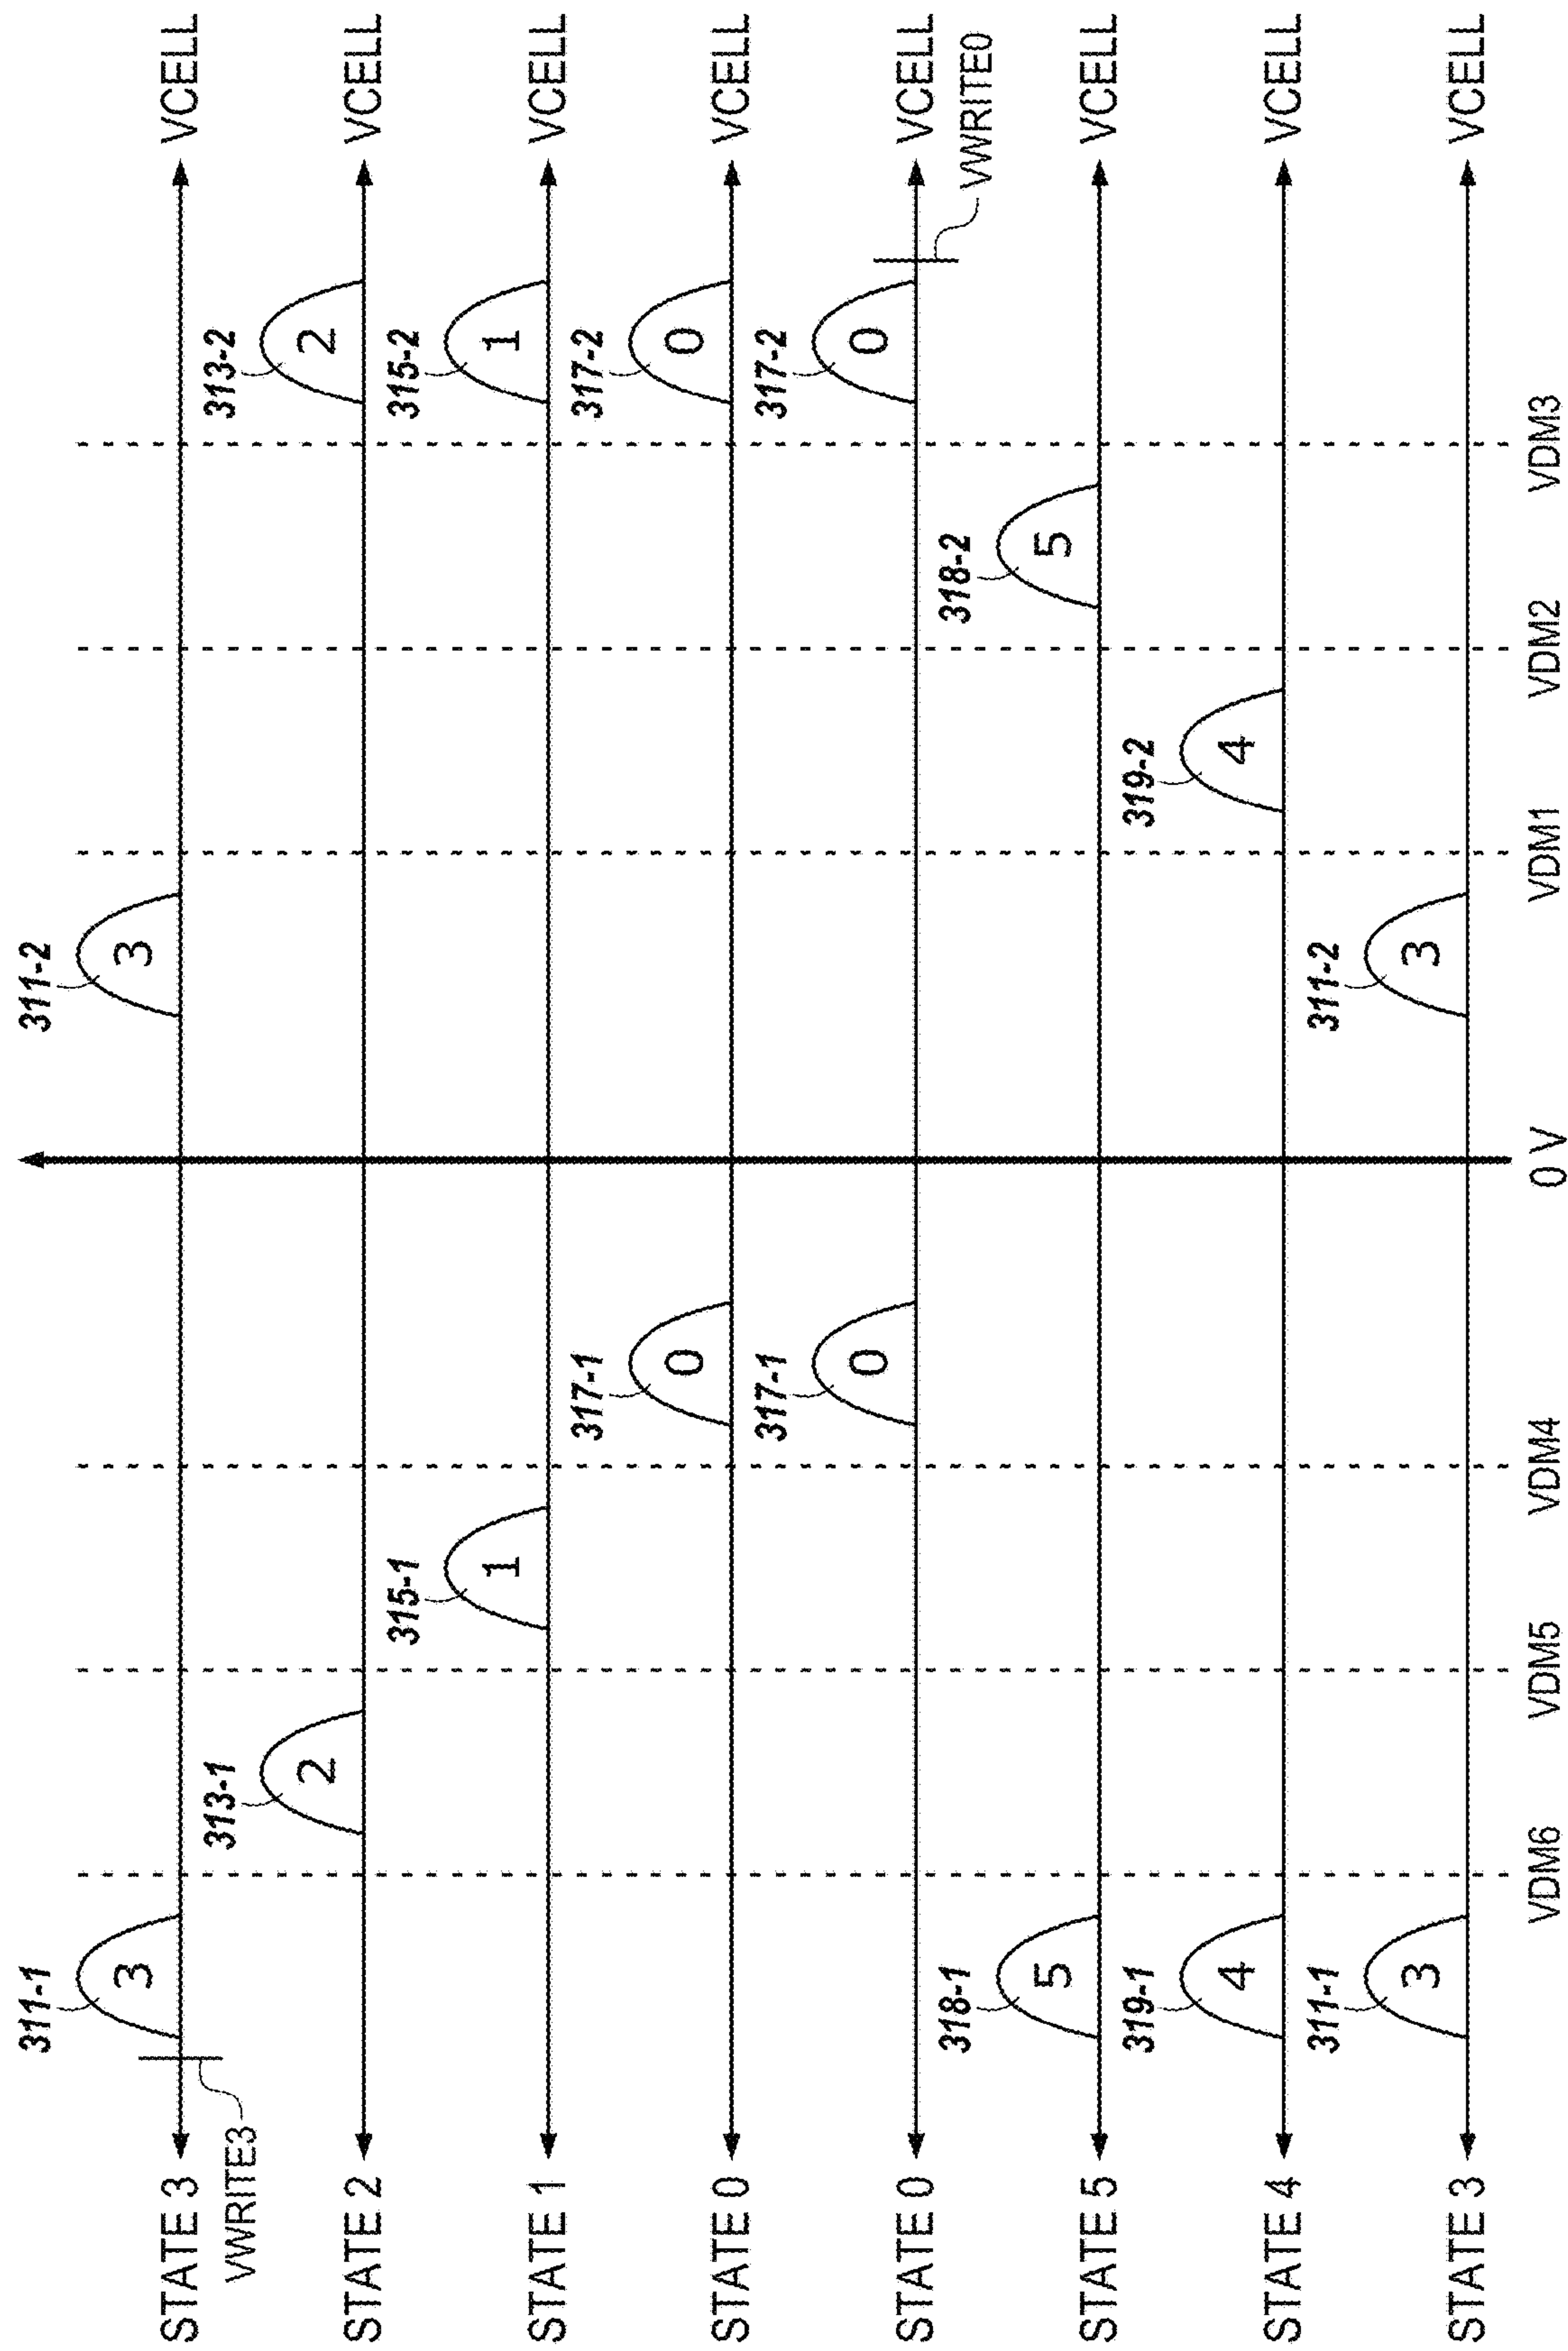 311-1 311-2
STATE 3 3 3 VCELL
VWRITE3
313-1 313-2
STATE 2 2 2 VCELL
315-1 315-2
STATE 1 1 1 VCELL
317-1 317-2
STATE 0 0 0 VCELL
317-1 317-2
STATE 0 0 0 VCELL
VWRITE0
318-1 318-2
STATE 5 5 5 VCELL
319-1 319-2
STATE 4 4 4 VCELL
311-1 311-2
STATE 3 3 3 VCELL
VDM6 VDM5 VDM4 0 V VDM1 VDM2 VDM3